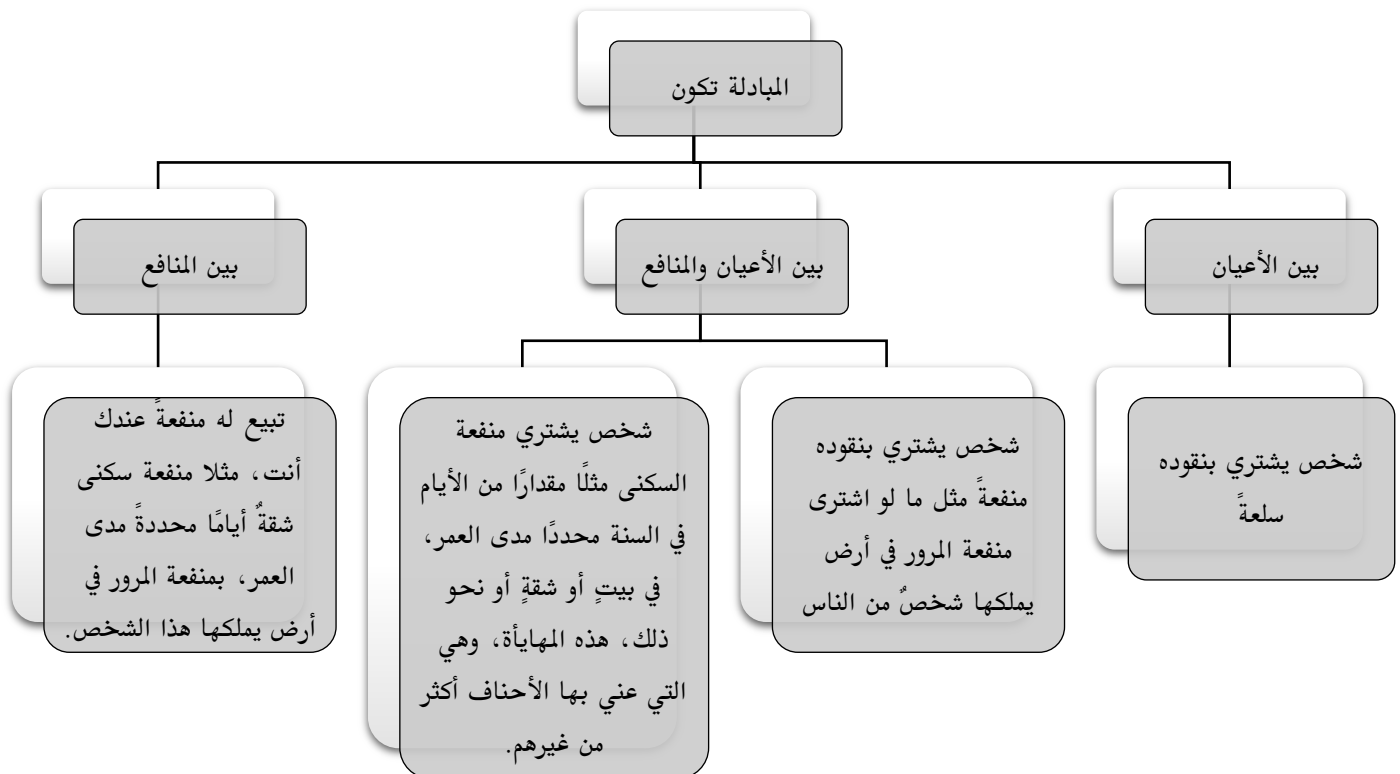 المبادلة تكون
بين الأعيان
بين الأعيان والمنافع
بين المنافع
شخص يشتري بنقوده
سلعةً
شخص يشتري بنقوده
منفعةً مثل ما لو اشترى
منفعة المرور في أرض
يملكها شخصٌ من الناس
شخص يشتري منفعة
السكنى مثلًا مقدارًا من الأيام
في السنة محددًا مدى العمر،
في بيتٍ أو شقةٍ أو نحو
ذلك، هذه المهايأة، وهي
التي عني بها الأحناف أكثر
من غيرهم.
تبيع له منفعةً عندك
أنت، مثلا منفعة سكنى
شقةٌ أيامًا محددةً مدى
العمر، بمنفعة المرور في
أرض يملكها هذا الشخص.